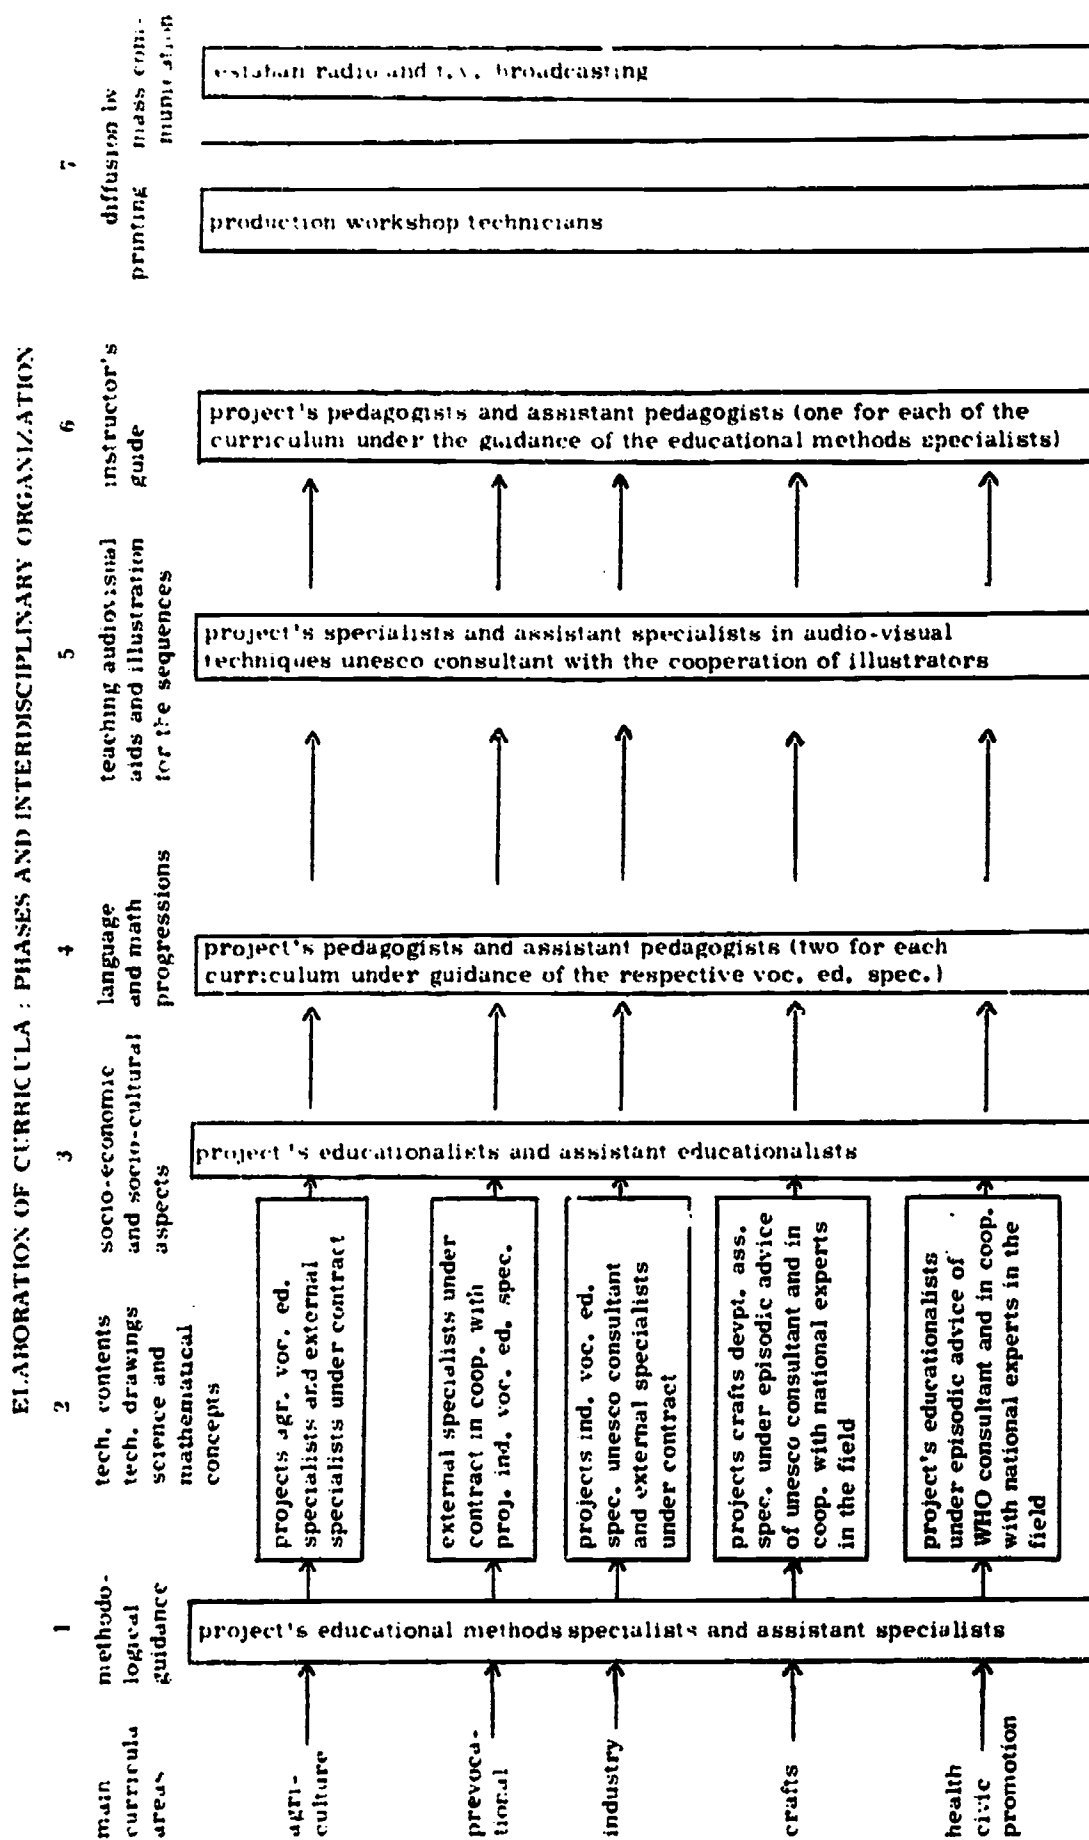 ELABORATION OF CURRICULA : PHASES AND INTERDISCIPLINARY ORGANIZATION
main
curricula
areas
1
methodo-
logical
guidance
2
tech. contents
tech. drawings
science and
mathematical
concepts
3
socio-economic
and socio-cultural
aspects
4
language
and math
progressions
5
teaching audiovisual
aids and illustration
for the sequences
6
instructor's
guide
7
diffusion by
printing mass com-
munication
agri-
culture
prevoca-
tional
industry
crafts
health
civic
promotion
project's educational methods specialists and assistant specialists
projects agr. voc. ed.
specialists and external
specialists under contract
external specialists under
contract in coop. with
proj. ind. voc. ed. spec.
projects ind. voc. ed.
spec. unesco consultant
and external specialists
under contract
projects crafts devpt. ass.
spec. under episodic advice
of unesco consultant and in
coop. with national experts
in the field
project's educationalists
under episodic advice of
WHO consultant and in coop.
with national experts in the
field
project's educationalists and assistant educationalists
project's pedagogists and assistant pedagogists (two for each
curriculum under guidance of the respective voc. ed. spec.)
project's specialists and assistant specialists in audio-visual
techniques unesco consultant with the cooperation of illustrators
project's pedagogists and assistant pedagogists (one for each of the
curriculum under the guidance of the educational methods specialists)
production workshop technicians
radio and t.v. broadcasting